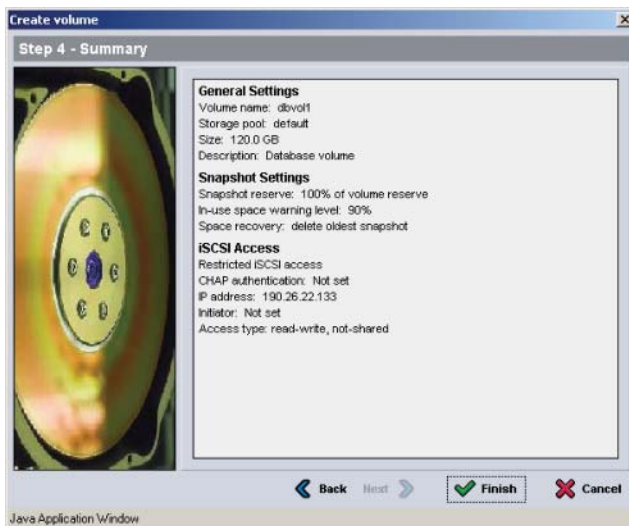 Create volume
Step 4 - Summary
General Settings
Volume name: dbvol1
Storage pool: default
Size: 120.0 GB
Description: Database volume
Snapshot Settings
Snapshot reserve: 100% of volume reserve
In-use space warning level: 90%
Space recovery: delete oldest snapshot
iSCSI Access
Restricted iSCSI access
CHAP authentication: Not set
IP address: 190.26.22.133
Initiator: Not set
Access type: read-write, not-shared
Back Next Finish Cancel
Java Application Window